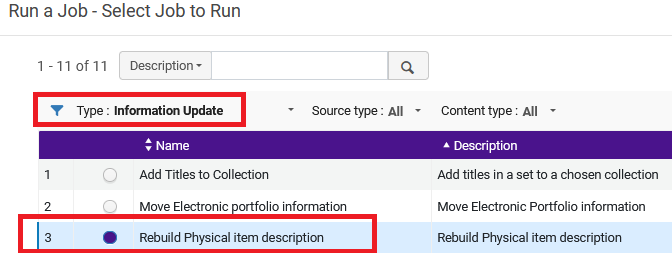 Run a Job - Select Job to Run
1 - 11 of 11 Description
Type : Information Update Source type : All Content type : All
Name Description
1 Add Titles to Collection Add titles in a set to a chosen collection
2 Move Electronic portfolio information Move Electronic Portfolio information
3 Rebuild Physical item description Rebuild Physical item description